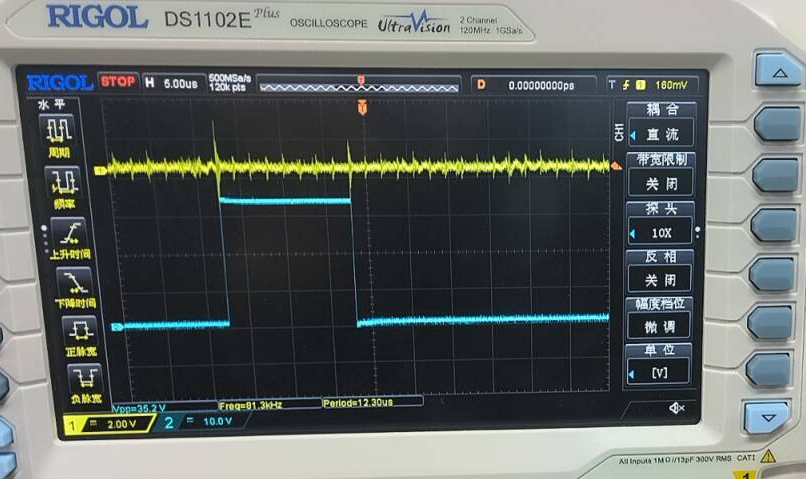 RIGOL DS1102E Plus OSCILLOSCOPE UltraVision 2 Channel
120MHz 1GSa/s
RIGOL STOP H 5.00us 500MSa/s
120k pts
D 0.00000000ps T 1 160mV
水平
周期
频率
上升时间
下降时间
正脉宽
负脉宽
CH1
耦合
直流
带宽限制
关闭
探头
10X
反相
关闭
幅度档位
微调
单位
[V]
Vpp=35.2V Freq=81.3kHz Period=12.30us
1 = 2.00V 2 = 10.0V
All Inputs 1MΩ//13pF 300V RMS CAT I